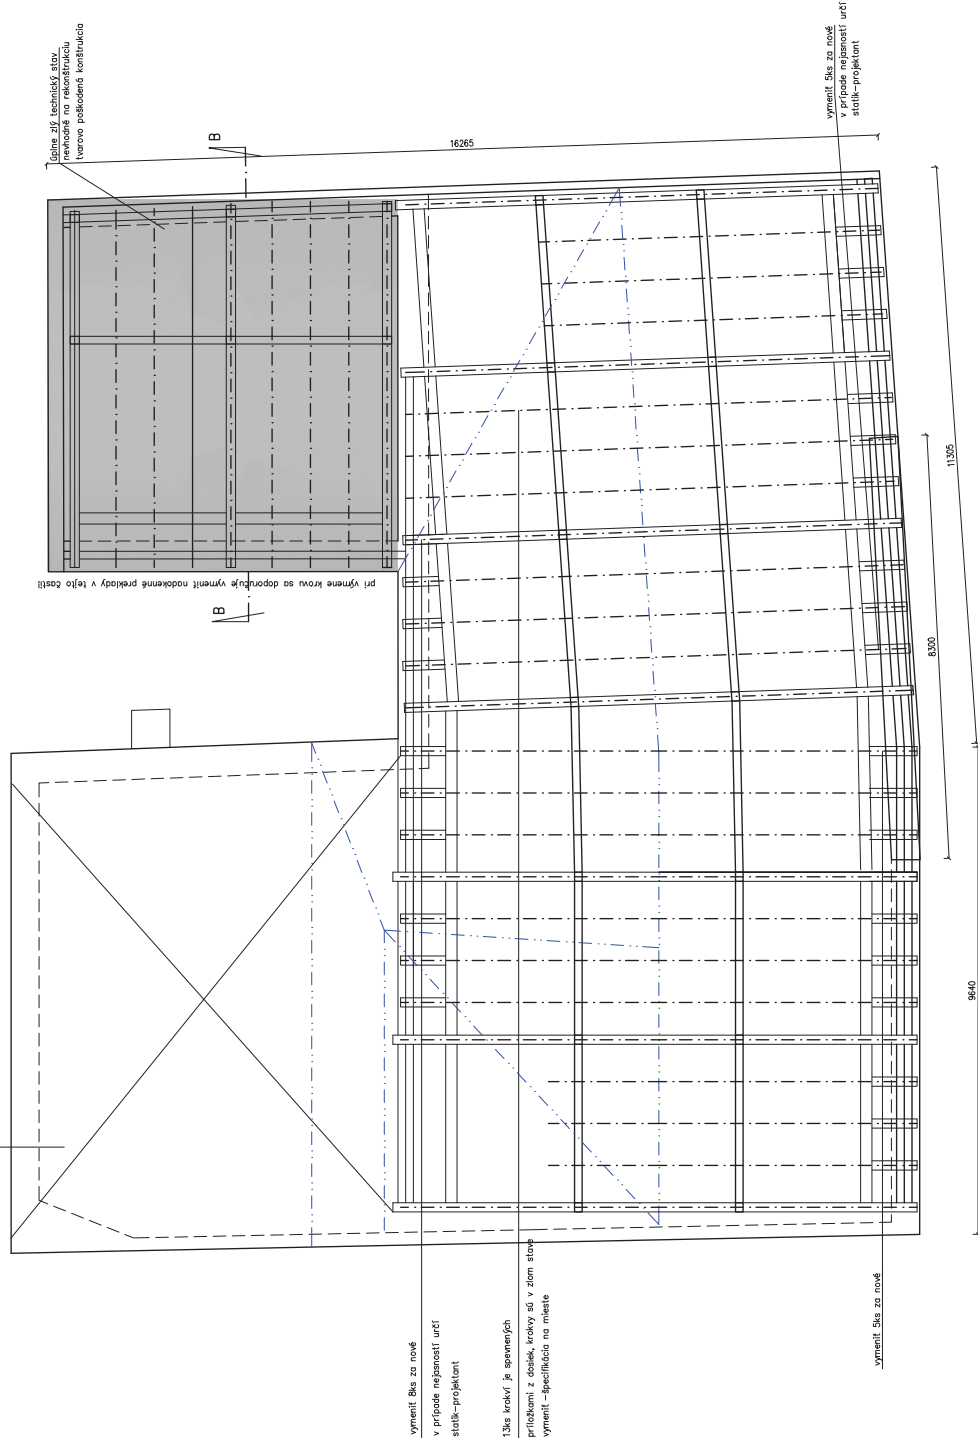 úplne zlý technický stav
nevhodné na rekonštrukciu
tvarovo poškodená konštrukcia
B
16265
vymeniť 5ks za nové
v prípade nejasností určí
statik-projektant
pri výmene krovu sa doporučuje vymeniť nadokenné preklady v tejto časti!
B
11305
8300
9640
vymeniť 8ks za nové
v prípade nejasností určí
statik-projektant
13ks krokví je spevnených
príložkami z dosiek, krokvy sú v zlom stave
vymeniť -špecifikácia na mieste
vymeniť 5ks za nové